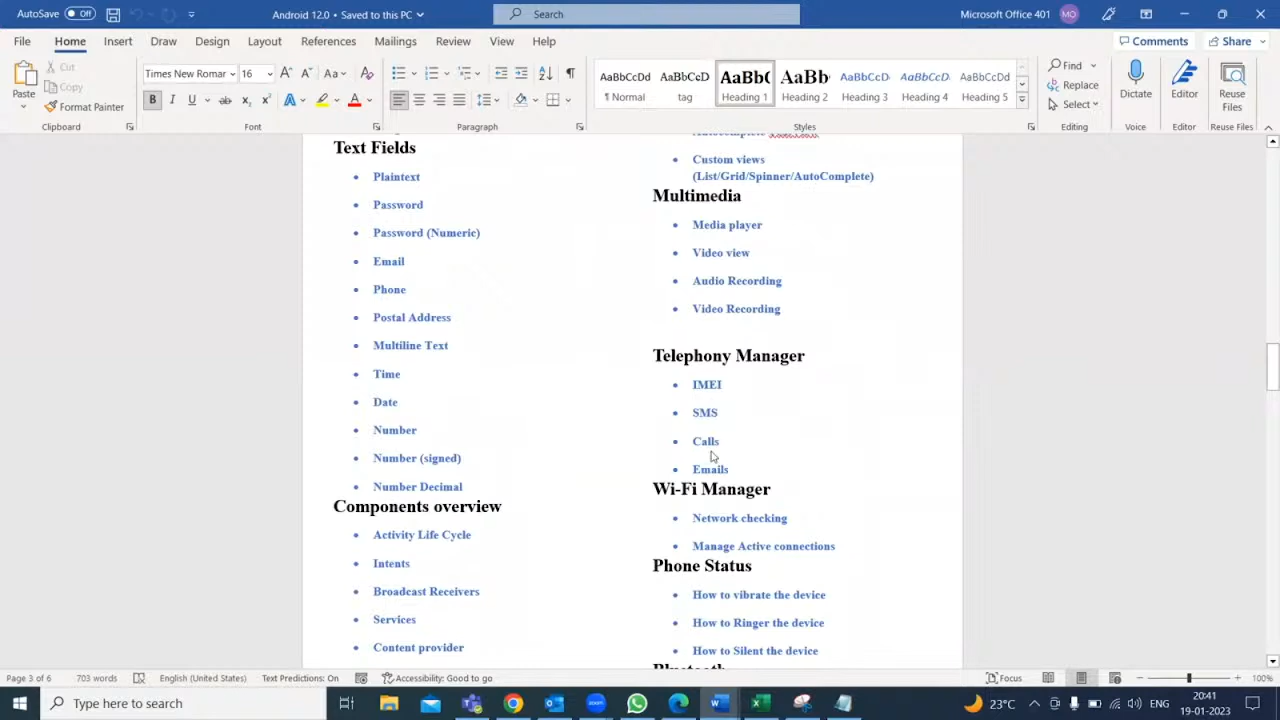 AutoSave Off
Android 12.0 • Saved to this PC
Search
Microsoft Office 401
MO
File
Home
Insert
Draw
Design
Layout
References
Mailings
Review
View
Help
Comments
Share
Paste
Cut
Copy
Format Painter
Clipboard
Times New Roman
16
Font
Paragraph
AaBbCcDd
¶ Normal
AaBbCcD
tag
AaBb(
Heading 1
AaBb
Heading 2
AaBbCcD
Heading 3
AaBbCcDd
Heading 4
AaBbCcDd
Heading 5
Styles
Find
Replace
Select
Editing
Dictate
Voice
Editor
Editor
Reuse
Files
Reuse Files
Text Fields
• Plaintext
• Password
• Password (Numeric)
• Email
• Phone
• Postal Address
• Multiline Text
• Time
• Date
• Number
• Number (signed)
• Number Decimal
Components overview
• Activity Life Cycle
• Intents
• Broadcast Receivers
• Services
• Content provider
• Custom views
(List/Grid/Spinner/AutoComplete)
Multimedia
• Media player
• Video view
• Audio Recording
• Video Recording
Telephony Manager
• IMEI
• SMS
• Calls
• Emails
Wi-Fi Manager
• Network checking
• Manage Active connections
Phone Status
• How to vibrate the device
• How to Ringer the device
• How to Silent the device
Bluetooth
Page 3 of 6
703 words
English (United States)
Text Predictions: On
Accessibility: Good to go
Focus
100%
Type here to search
23°C
ENG
20:41
19-01-2023